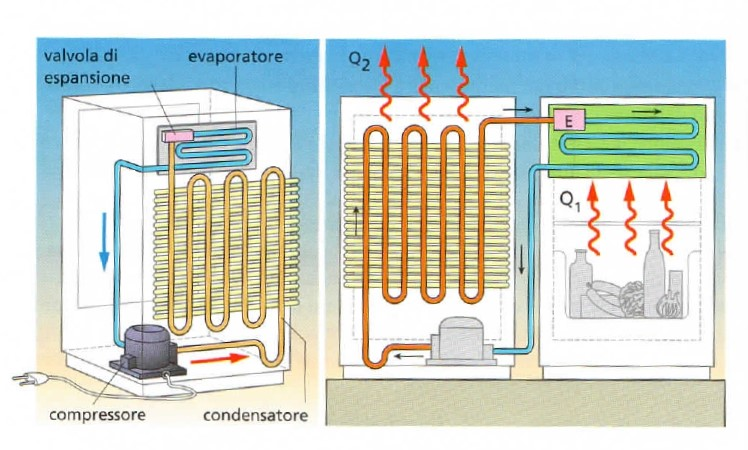 valvola di
espansione
evaporatore
compressore
condensatore
Q2
E
Q1